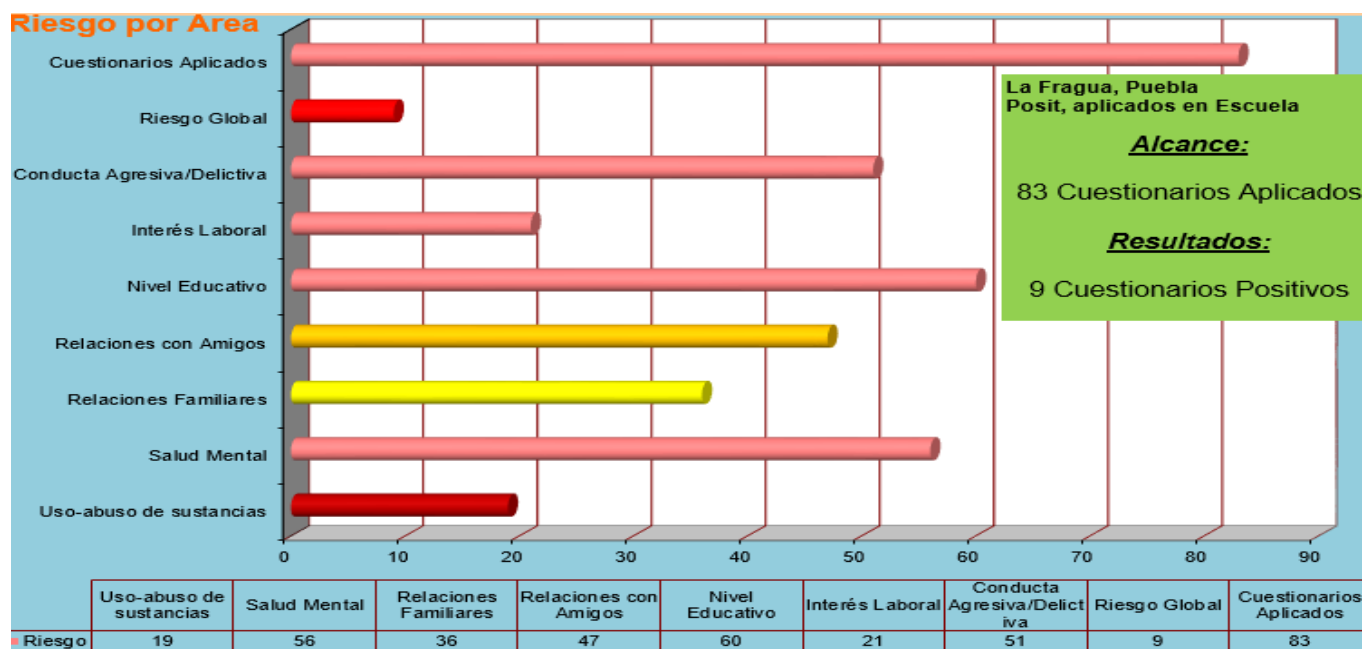 Riesgo por Area
Cuestionarios Aplicados
Riesgo Global
Conducta Agresiva/Delictiva
Interés Laboral
Nivel Educativo
Relaciones con Amigos
Relaciones Familiares
Salud Mental
Uso-abuso de sustancias
La Fragua, Puebla
Posit, aplicados en Escuela
Alcance:
83 Cuestionarios Aplicados
Resultados:
9 Cuestionarios Positivos
0 10 20 30 40 50 60 70 80 90
Uso-abuso de
sustancias
Salud Mental
Relaciones
Familiares
Relaciones con
Amigos
Nivel
Educativo
Interés Laboral
Conducta
Agresiva/Delict
iva
Riesgo Global
Cuestionarios
Aplicados
Riesgo 19 56 36 47 60 21 51 9 83